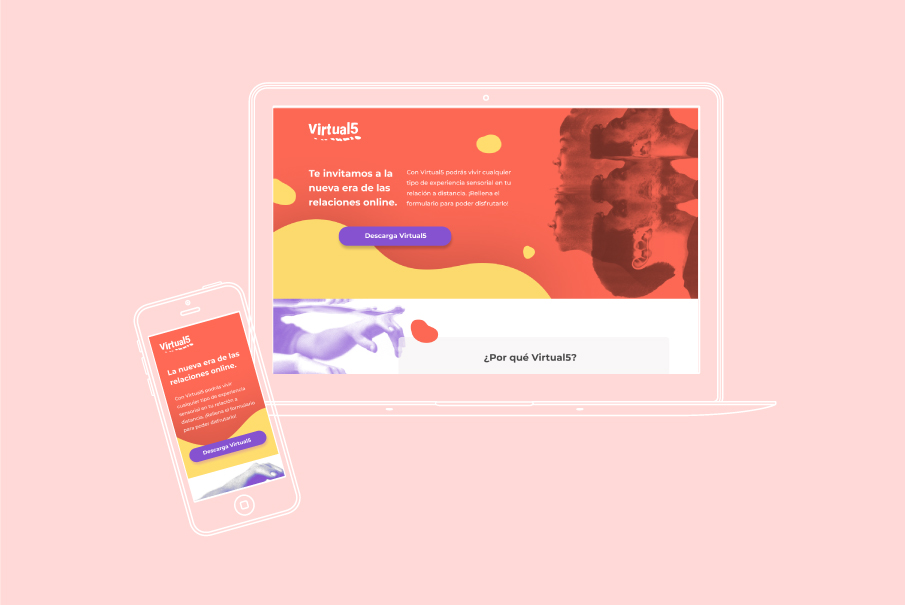 Virtual5
Te invitamos a la
nueva era de las
relaciones online.
Con Virtual5 podrás vivir cualquier
tipo de experiencia sensorial en tu
relación a distancia. ¡Rellena el
formulario para poder disfrutarlo!
Descarga Virtual5
¿Por qué Virtual5?
Virtual5
La nueva era de las
relaciones online.
Con Virtual5 podrás vivir
cualquier tipo de experiencia
sensorial en tu relación a
distancia. ¡Rellena el formulario
para poder disfrutarlo!
Descarga Virtual5